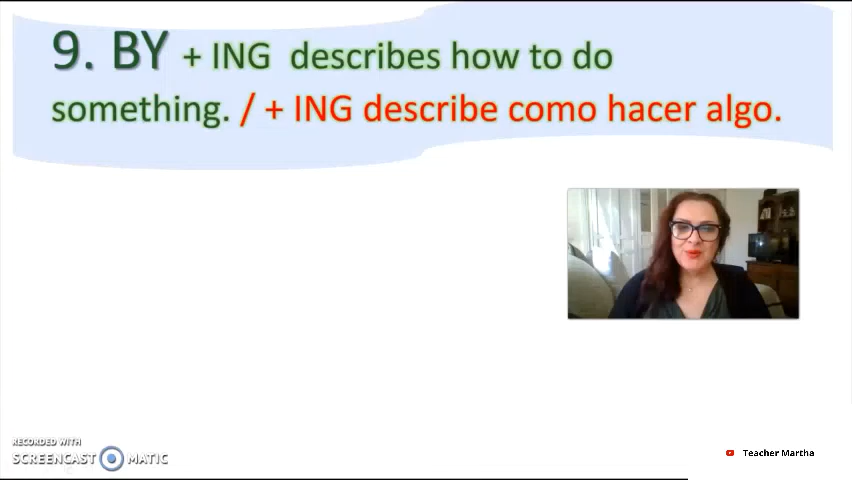 9. BY + ING describes how to do
something. / + ING describe como hacer algo.
RECORDED WITH
SCREENCAST MATIC
Teacher Martha